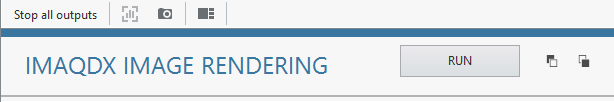 Stop all outputs
IMAQDX IMAGE RENDERING
RUN